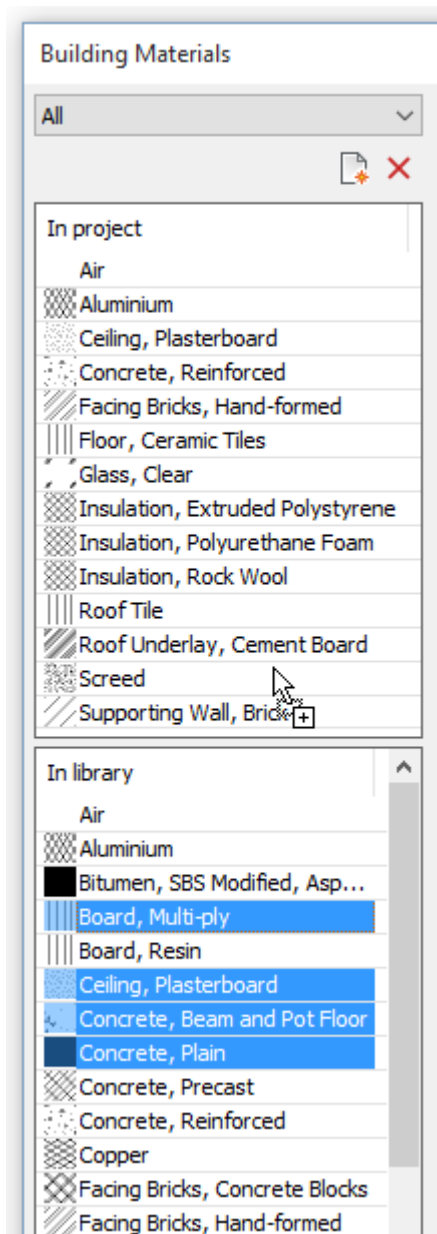 Building Materials
All
In project
Air
Aluminium
Ceiling, Plasterboard
Concrete, Reinforced
Facing Bricks, Hand-formed
Floor, Ceramic Tiles
Glass, Clear
Insulation, Extruded Polystyrene
Insulation, Polyurethane Foam
Insulation, Rock Wool
Roof Tile
Roof Underlay, Cement Board
Screed
Supporting Wall,
In library
Air
Aluminium
Bitumen, SBS Modified, Asp...
Board, Multi-ply
Board, Resin
Ceiling, Plasterboard
Concrete, Beam and Pot Floor
Concrete, Plain
Concrete, Precast
Concrete, Reinforced
Copper
Facing Bricks, Concrete Blocks
Facing Bricks, Hand-formed